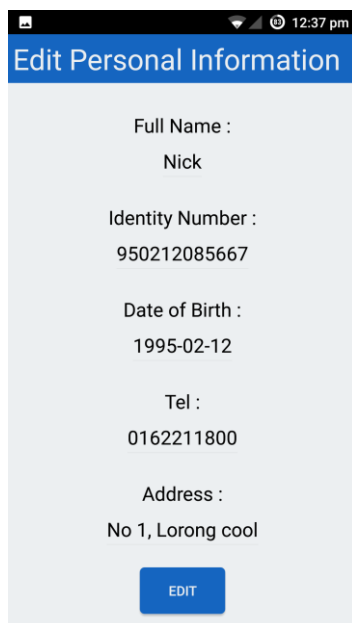 12:37 pm
Edit Personal Information
Full Name :
Nick
Identity Number :
950212085667
Date of Birth :
1995-02-12
Tel :
0162211800
Address :
No 1, Lorong cool
EDIT